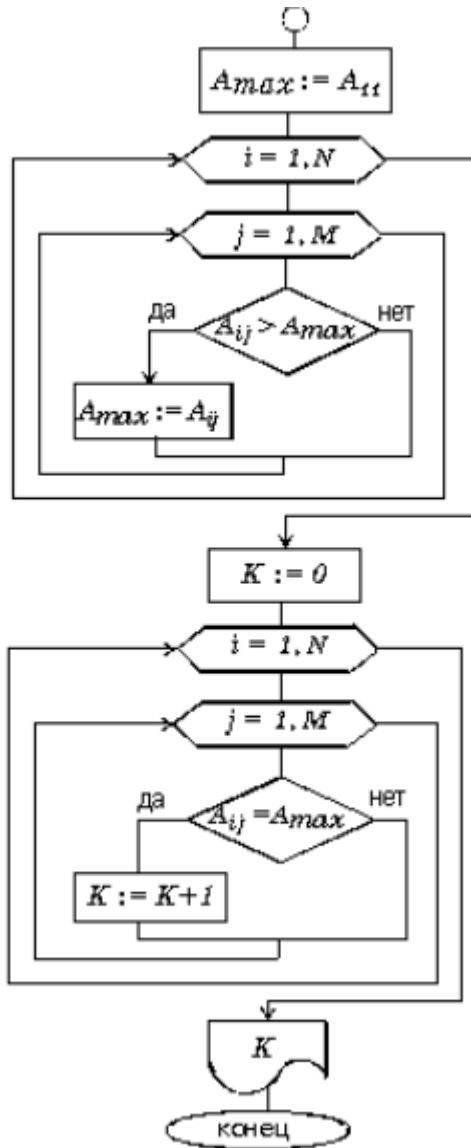 Amax := A11
i = 1, N
j = 1, M
да
нет
Aij > Amax
Amax := Aij
K := 0
i = 1, N
j = 1, M
да
нет
Aij = Amax
K := K+1
K
конец